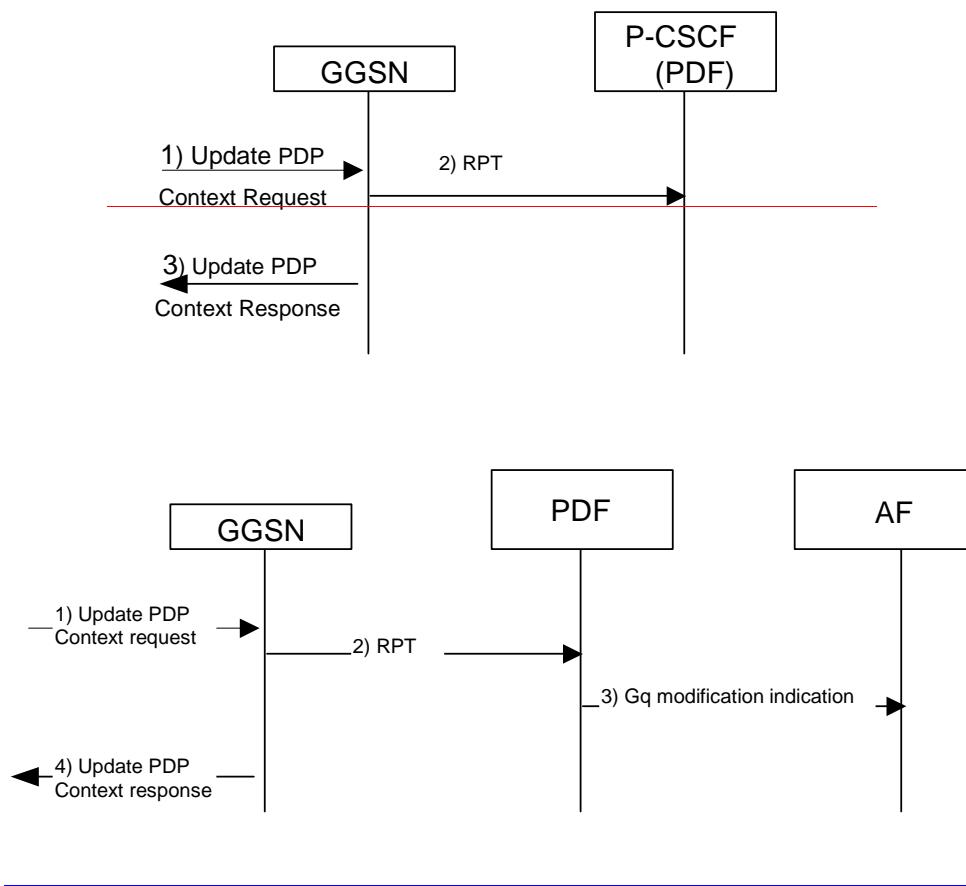 P-CSCF
(PDF)
GGSN
1) Update PDP
Context Request
2) RPT
3) Update PDP
Context Response
GGSN
PDF
AF
1) Update PDP
Context request
2) RPT
3) Gq modification indication
4) Update PDP
Context response